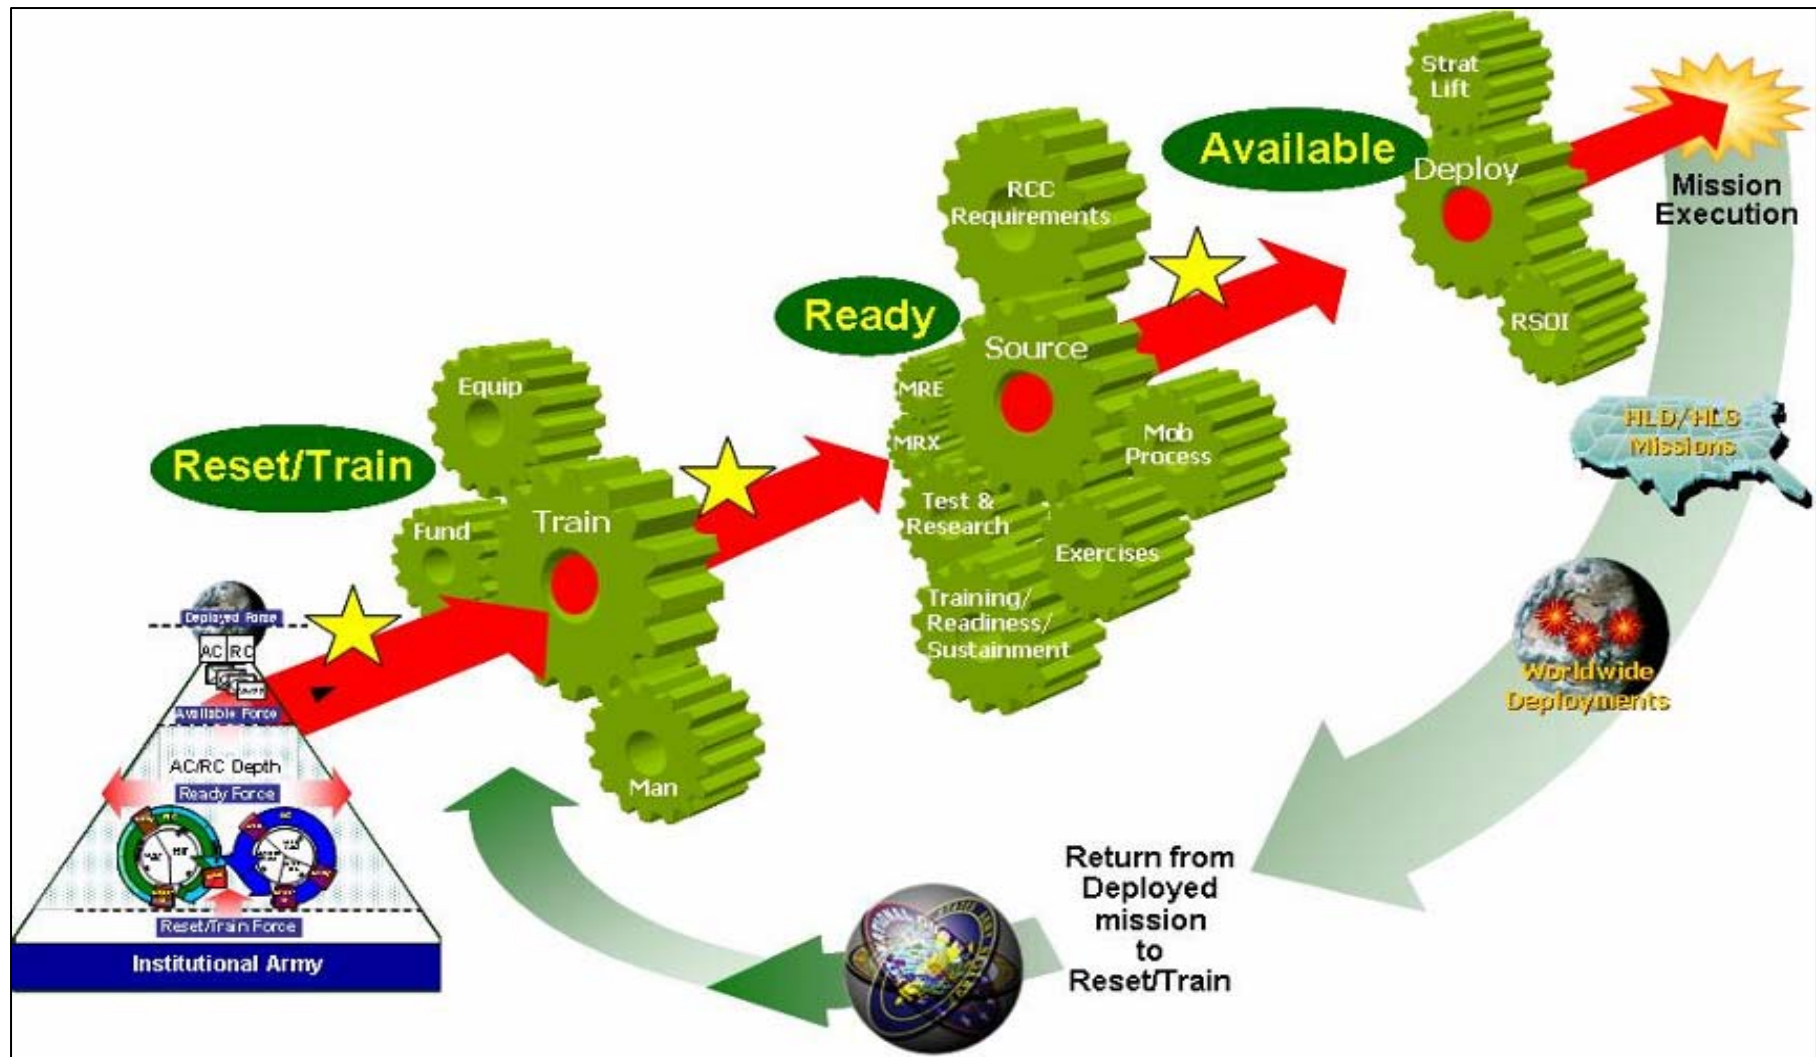 Strat
Lift
Available
Deploy
Mission
Execution
RCC
Requirements
RSOI
Ready
Source
MRE
MRX
Mob
Process
HLD/HLS
Missions
Equip
Reset/Train
Train
Fund
Test &
Research
Exercises
Training/
Readiness/
Sustainment
Man
Worldwide
Deployments
Deployed Force
AC RC
Available Force
AC/RC Depth
Ready Force
Reset/Train Force
Institutional Army
Return from
Deployed
mission
to
Reset/Train